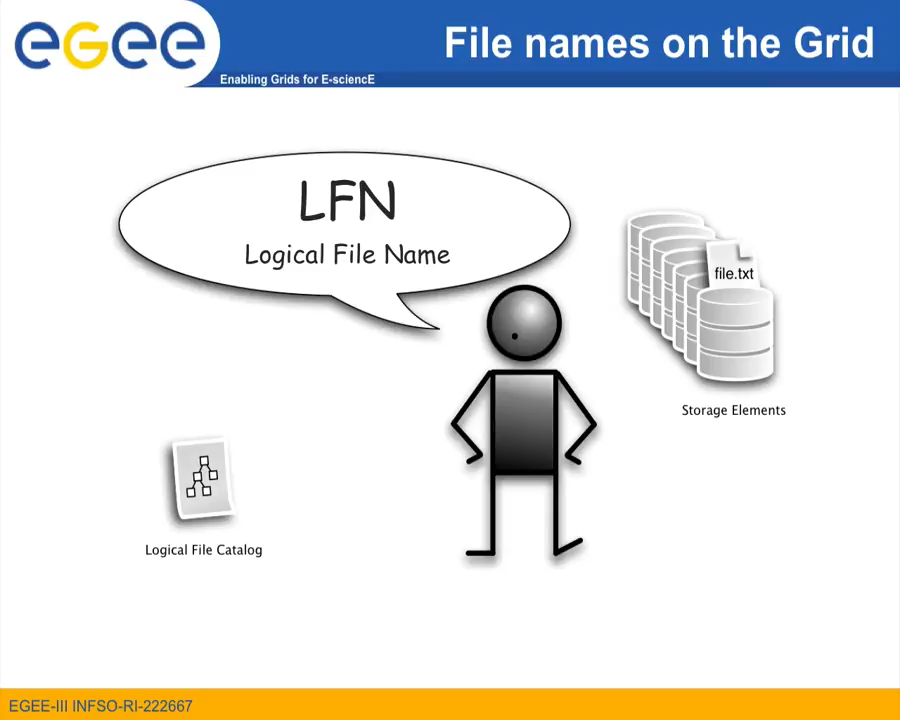 egee
File names on the Grid
Enabling Grids for E-sciencE
LFN
Logical File Name
file.txt
Storage Elements
Logical File Catalog
EGEE-III INFSO-RI-222667